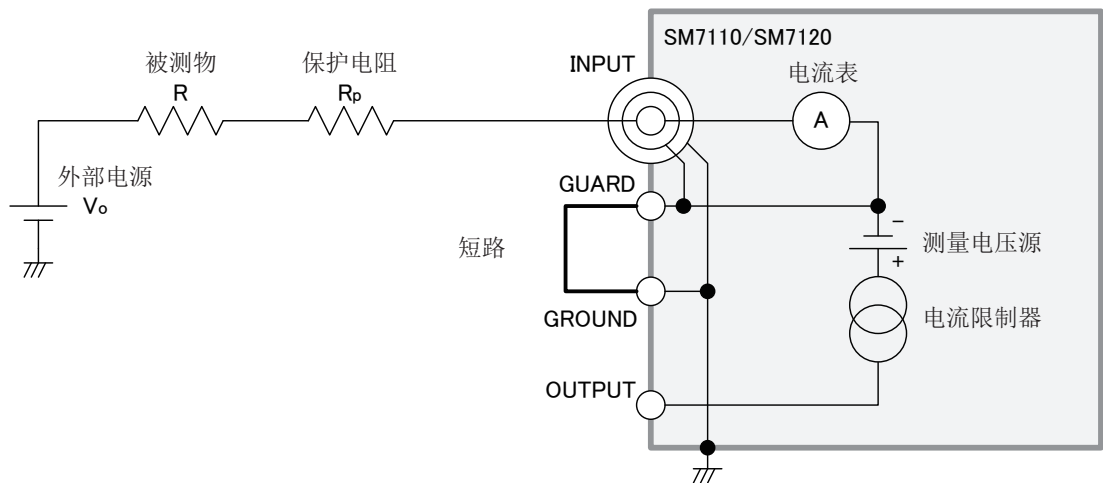 SM7110/SM7120
被测物
保护电阻
INPUT
电流表
R
Rp
A
外部电源
Vo
GUARD
短路
−
测量电压源
+
GROUND
电流限制器
OUTPUT